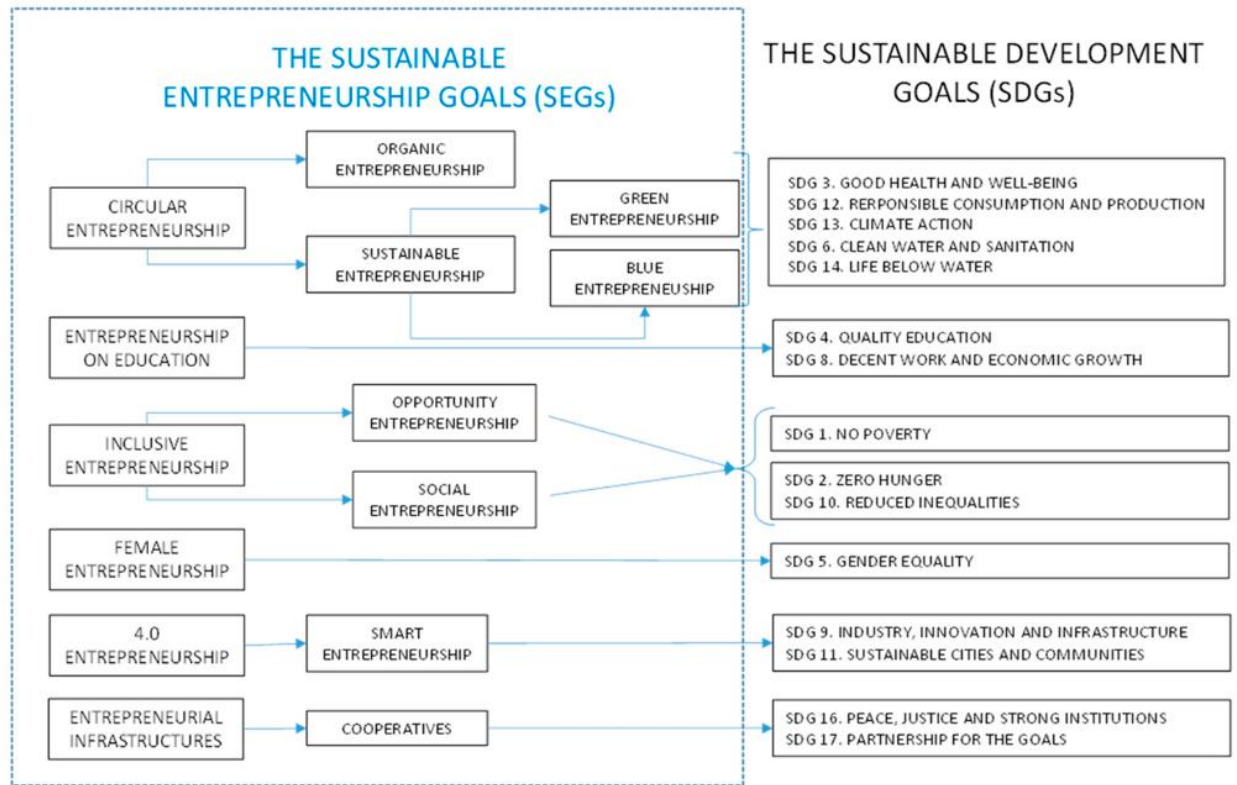 THE SUSTAINABLE
ENTREPRENEURSHIP GOALS (SEGs)
THE SUSTAINABLE DEVELOPMENT
GOALS (SDGs)
CIRCULAR
ENTREPRENEURSHIP
ORGANIC
ENTREPRENEURSHIP
SUSTAINABLE
ENTREPRENEURSHIP
GREEN
ENTREPRENEURSHIP
BLUE
ENTREPRENEUSHIP
SDG 3. GOOD HEALTH AND WELL-BEING
SDG 12. RERPONSIBLE CONSUMPTION AND PRODUCTION
SDG 13. CLIMATE ACTION
SDG 6. CLEAN WATER AND SANITATION
SDG 14. LIFE BELOW WATER
ENTREPRENEURSHIP
ON EDUCATION
SDG 4. QUALITY EDUCATION
SDG 8. DECENT WORK AND ECONOMIC GROWTH
INCLUSIVE
ENTREPRENEURSHIP
OPPORTUNITY
ENTREPRENEURSHIP
SOCIAL
ENTREPRENEURSHIP
SDG 1. NO POVERTY
SDG 2. ZERO HUNGER
SDG 10. REDUCED INEQUALITIES
FEMALE
ENTREPRENEURSHIP
SDG 5. GENDER EQUALITY
4.0
ENTREPRENEURSHIP
SMART
ENTREPRENEURSHIP
SDG 9. INDUSTRY, INNOVATION AND INFRASTRUCTURE
SDG 11. SUSTAINABLE CITIES AND COMMUNITIES
ENTREPRENEURIAL
INFRASTRUCTURES
COOPERATIVES
SDG 16. PEACE, JUSTICE AND STRONG INSTITUTIONS
SDG 17. PARTNERSHIP FOR THE GOALS